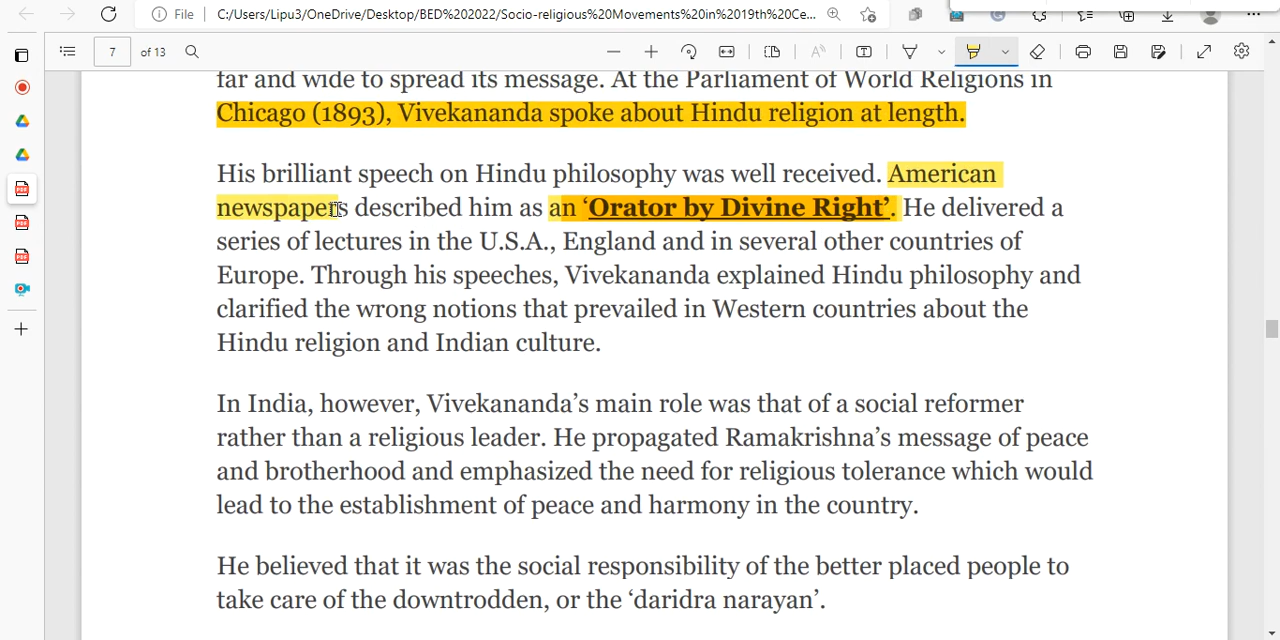 File C:/Users/Lipu3/OneDrive/Desktop/BED%202022/Socio-religious%20Movements%20in%2019th%20Ce...
7 of 13
far and wide to spread its message. At the Parliament of World Religions in
Chicago (1893), Vivekananda spoke about Hindu religion at length.
His brilliant speech on Hindu philosophy was well received. American
newspapers described him as an ‘Orator by Divine Right’. He delivered a
series of lectures in the U.S.A., England and in several other countries of
Europe. Through his speeches, Vivekananda explained Hindu philosophy and
clarified the wrong notions that prevailed in Western countries about the
Hindu religion and Indian culture.
In India, however, Vivekananda’s main role was that of a social reformer
rather than a religious leader. He propagated Ramakrishna’s message of peace
and brotherhood and emphasized the need for religious tolerance which would
lead to the establishment of peace and harmony in the country.
He believed that it was the social responsibility of the better placed people to
take care of the downtrodden, or the ‘daridra narayan’.